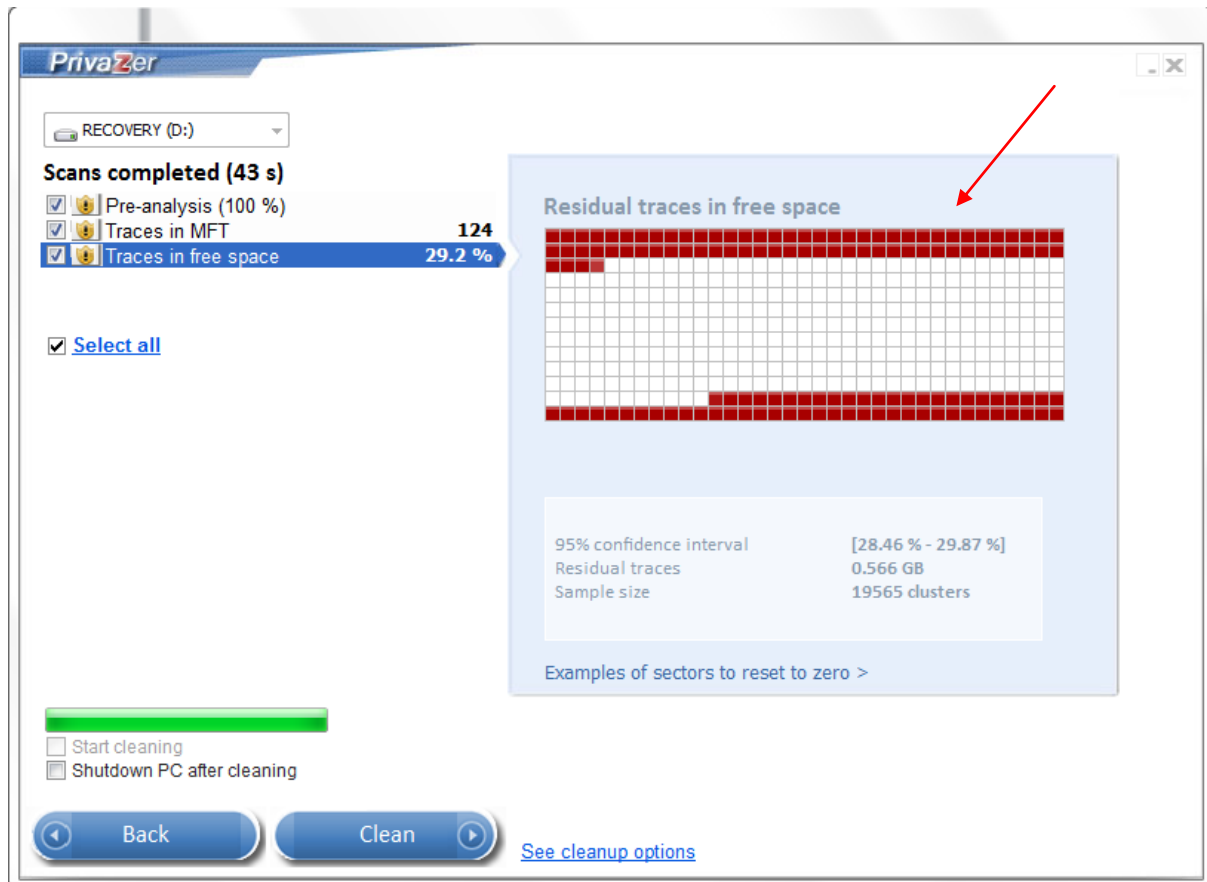 PrivaZer
RECOVERY (D:)
Scans completed (43 s)
Pre-analysis (100 %)
Traces in MFT 124
Traces in free space 29.2 %
Select all
Residual traces in free space
95% confidence interval [28.46 % - 29.87 %]
Residual traces 0.566 GB
Sample size 19565 clusters
Examples of sectors to reset to zero >
Start cleaning
Shutdown PC after cleaning
Back Clean
See cleanup options